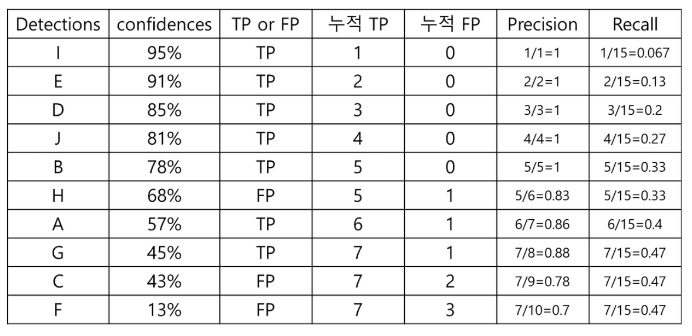 Detections confidences TP or FP 누적 TP 누적 FP Precision Recall
I 95% TP 1 0 1/1=1 1/15=0.067
E 91% TP 2 0 2/2=1 2/15=0.13
D 85% TP 3 0 3/3=1 3/15=0.2
J 81% TP 4 0 4/4=1 4/15=0.27
B 78% TP 5 0 5/5=1 5/15=0.33
H 68% FP 5 1 5/6=0.83 5/15=0.33
A 57% TP 6 1 6/7=0.86 6/15=0.4
G 45% TP 7 1 7/8=0.88 7/15=0.47
C 43% FP 7 2 7/9=0.78 7/15=0.47
F 13% FP 7 3 7/10=0.7 7/15=0.47